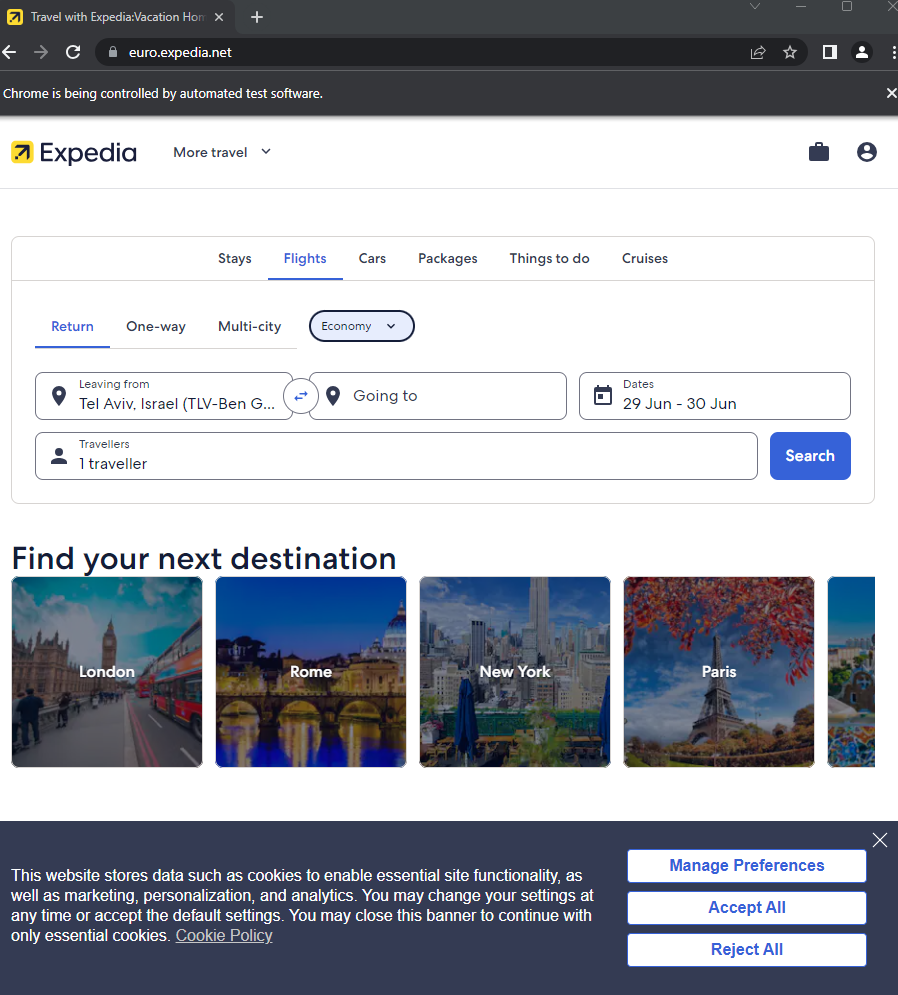 Travel with Expedia:Vacation Hom
euro.expedia.net
Chrome is being controlled by automated test software.
Expedia
More travel
Stays Flights Cars Packages Things to do Cruises
Return One-way Multi-city Economy
Leaving from
Tel Aviv, Israel (TLV-Ben G...
Going to
Dates
29 Jun - 30 Jun
Travellers
1 traveller
Search
Find your next destination
London Rome New York Paris
This website stores data such as cookies to enable essential site functionality, as
well as marketing, personalization, and analytics. You may change your settings at
any time or accept the default settings. You may close this banner to continue with
only essential cookies. Cookie Policy
Manage Preferences
Accept All
Reject All